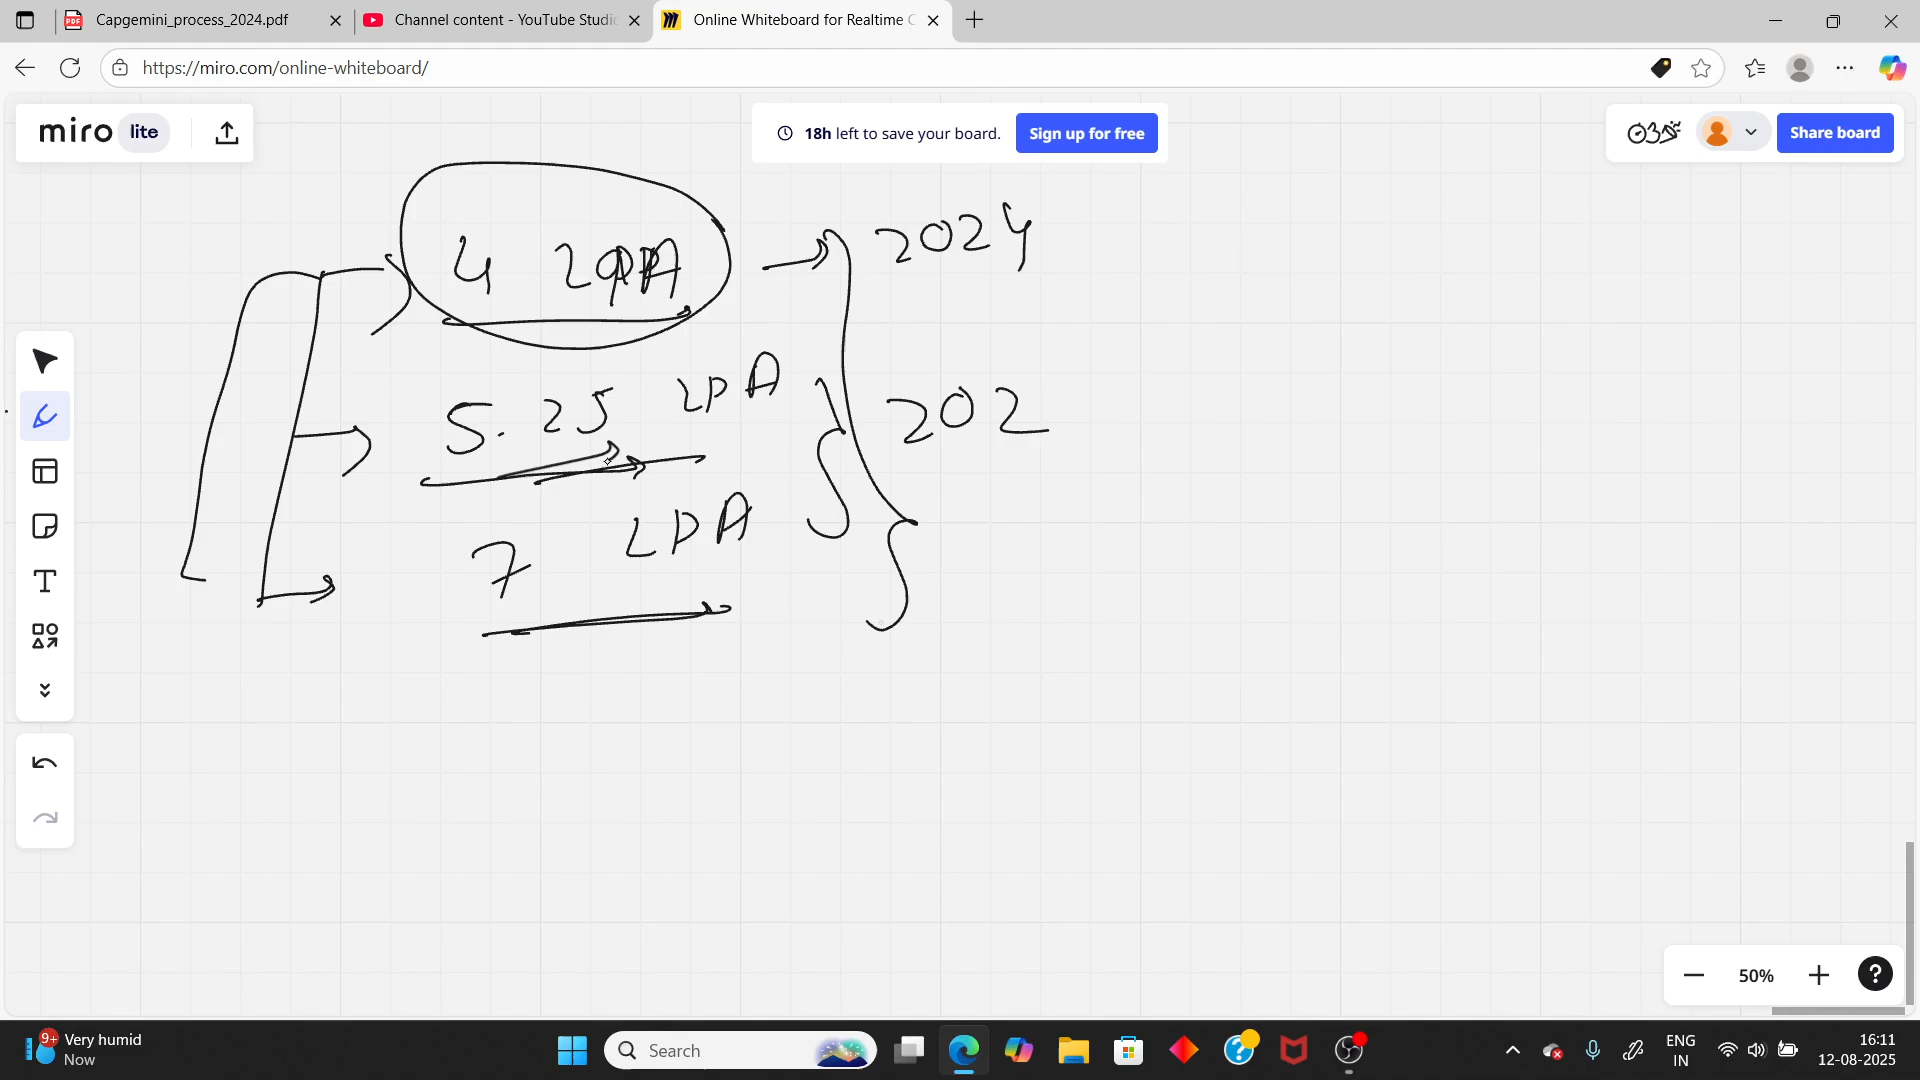 Capgemini_process_2024.pdf
Channel content - YouTube Studi
Online Whiteboard for Realtime C
https://miro.com/online-whiteboard/
miro lite
18h left to save your board.
Sign up for free
Share board
4 LPA 2024
5.25 LPA 202
7 LPA
T
50%
?
9+
Very humid
Now
Search
ENG
IN
16:11
12-08-2025